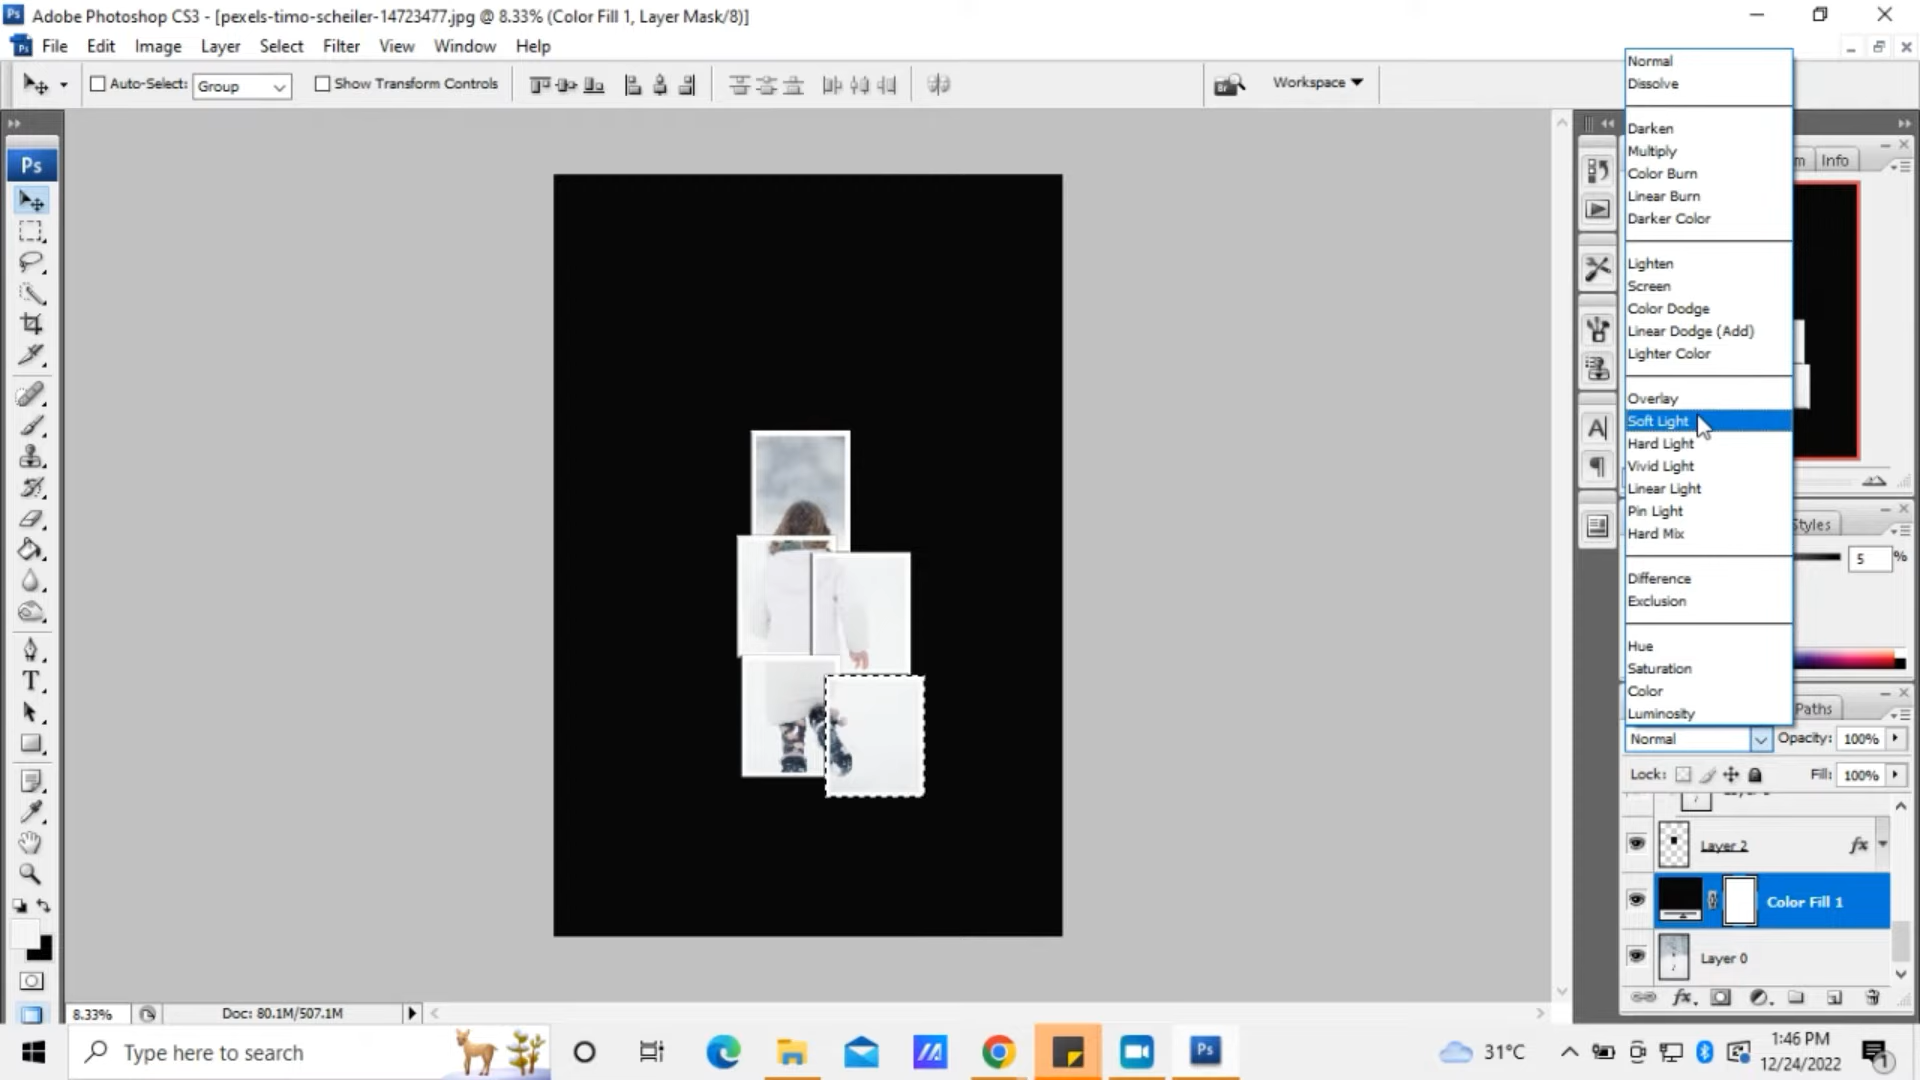 Adobe Photoshop CS3 - [pexels-timo-scheiler-14723477.jpg @ 8.33% (Color Fill 1, Layer Mask/8)]
File Edit Image Layer Select Filter View Window Help
Auto-Select: Group Show Transform Controls Workspace
Ps
Normal
Dissolve
Darken
Multiply
Color Burn
Linear Burn
Darker Color
Lighten
Screen
Color Dodge
Linear Dodge (Add)
Lighter Color
Overlay
Soft Light
Hard Light
Vivid Light
Linear Light
Pin Light
Hard Mix
Difference
Exclusion
Hue
Saturation
Color
Luminosity
Info
Styles
5 %
Paths
Normal Opacity: 100%
Lock: Fill: 100%
Layer 2 fx
Color Fill 1
Layer 0
8.33% Doc: 80.1M/507.1M
Type here to search
Ps
31°C
1:46 PM
12/24/2022
1